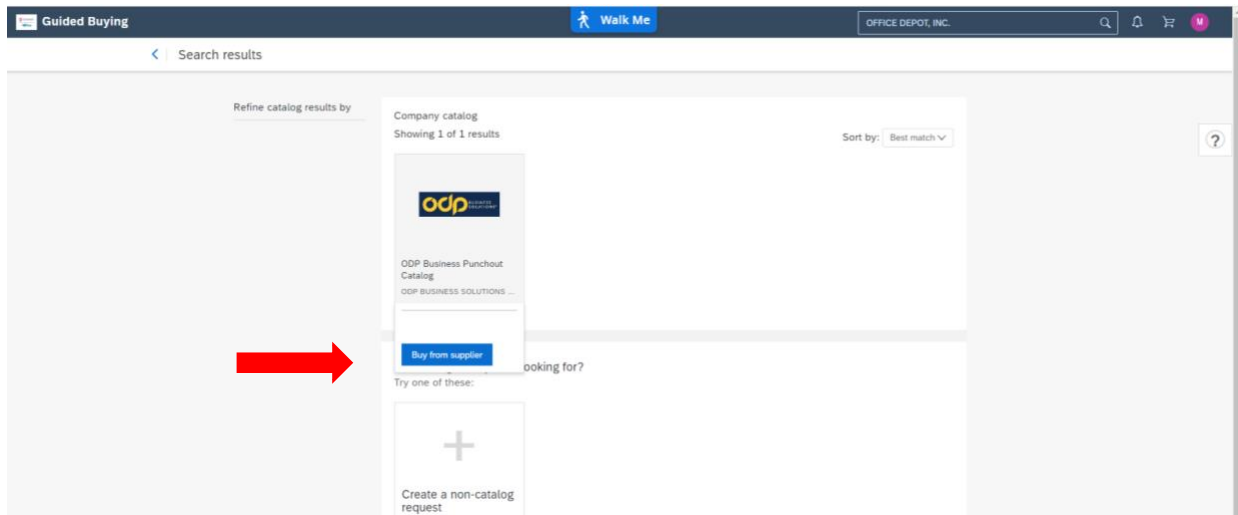 Guided Buying
Walk Me
OFFICE DEPOT, INC.
M
Search results
Refine catalog results by
Company catalog
Showing 1 of 1 results
Sort by: Best match
?
odp BUSINESS SOLUTIONS
ODP Business Punchout
Catalog
ODP BUSINESS SOLUTIONS ...
Buy from supplier
ooking for?
Try one of these:
Create a non-catalog
request